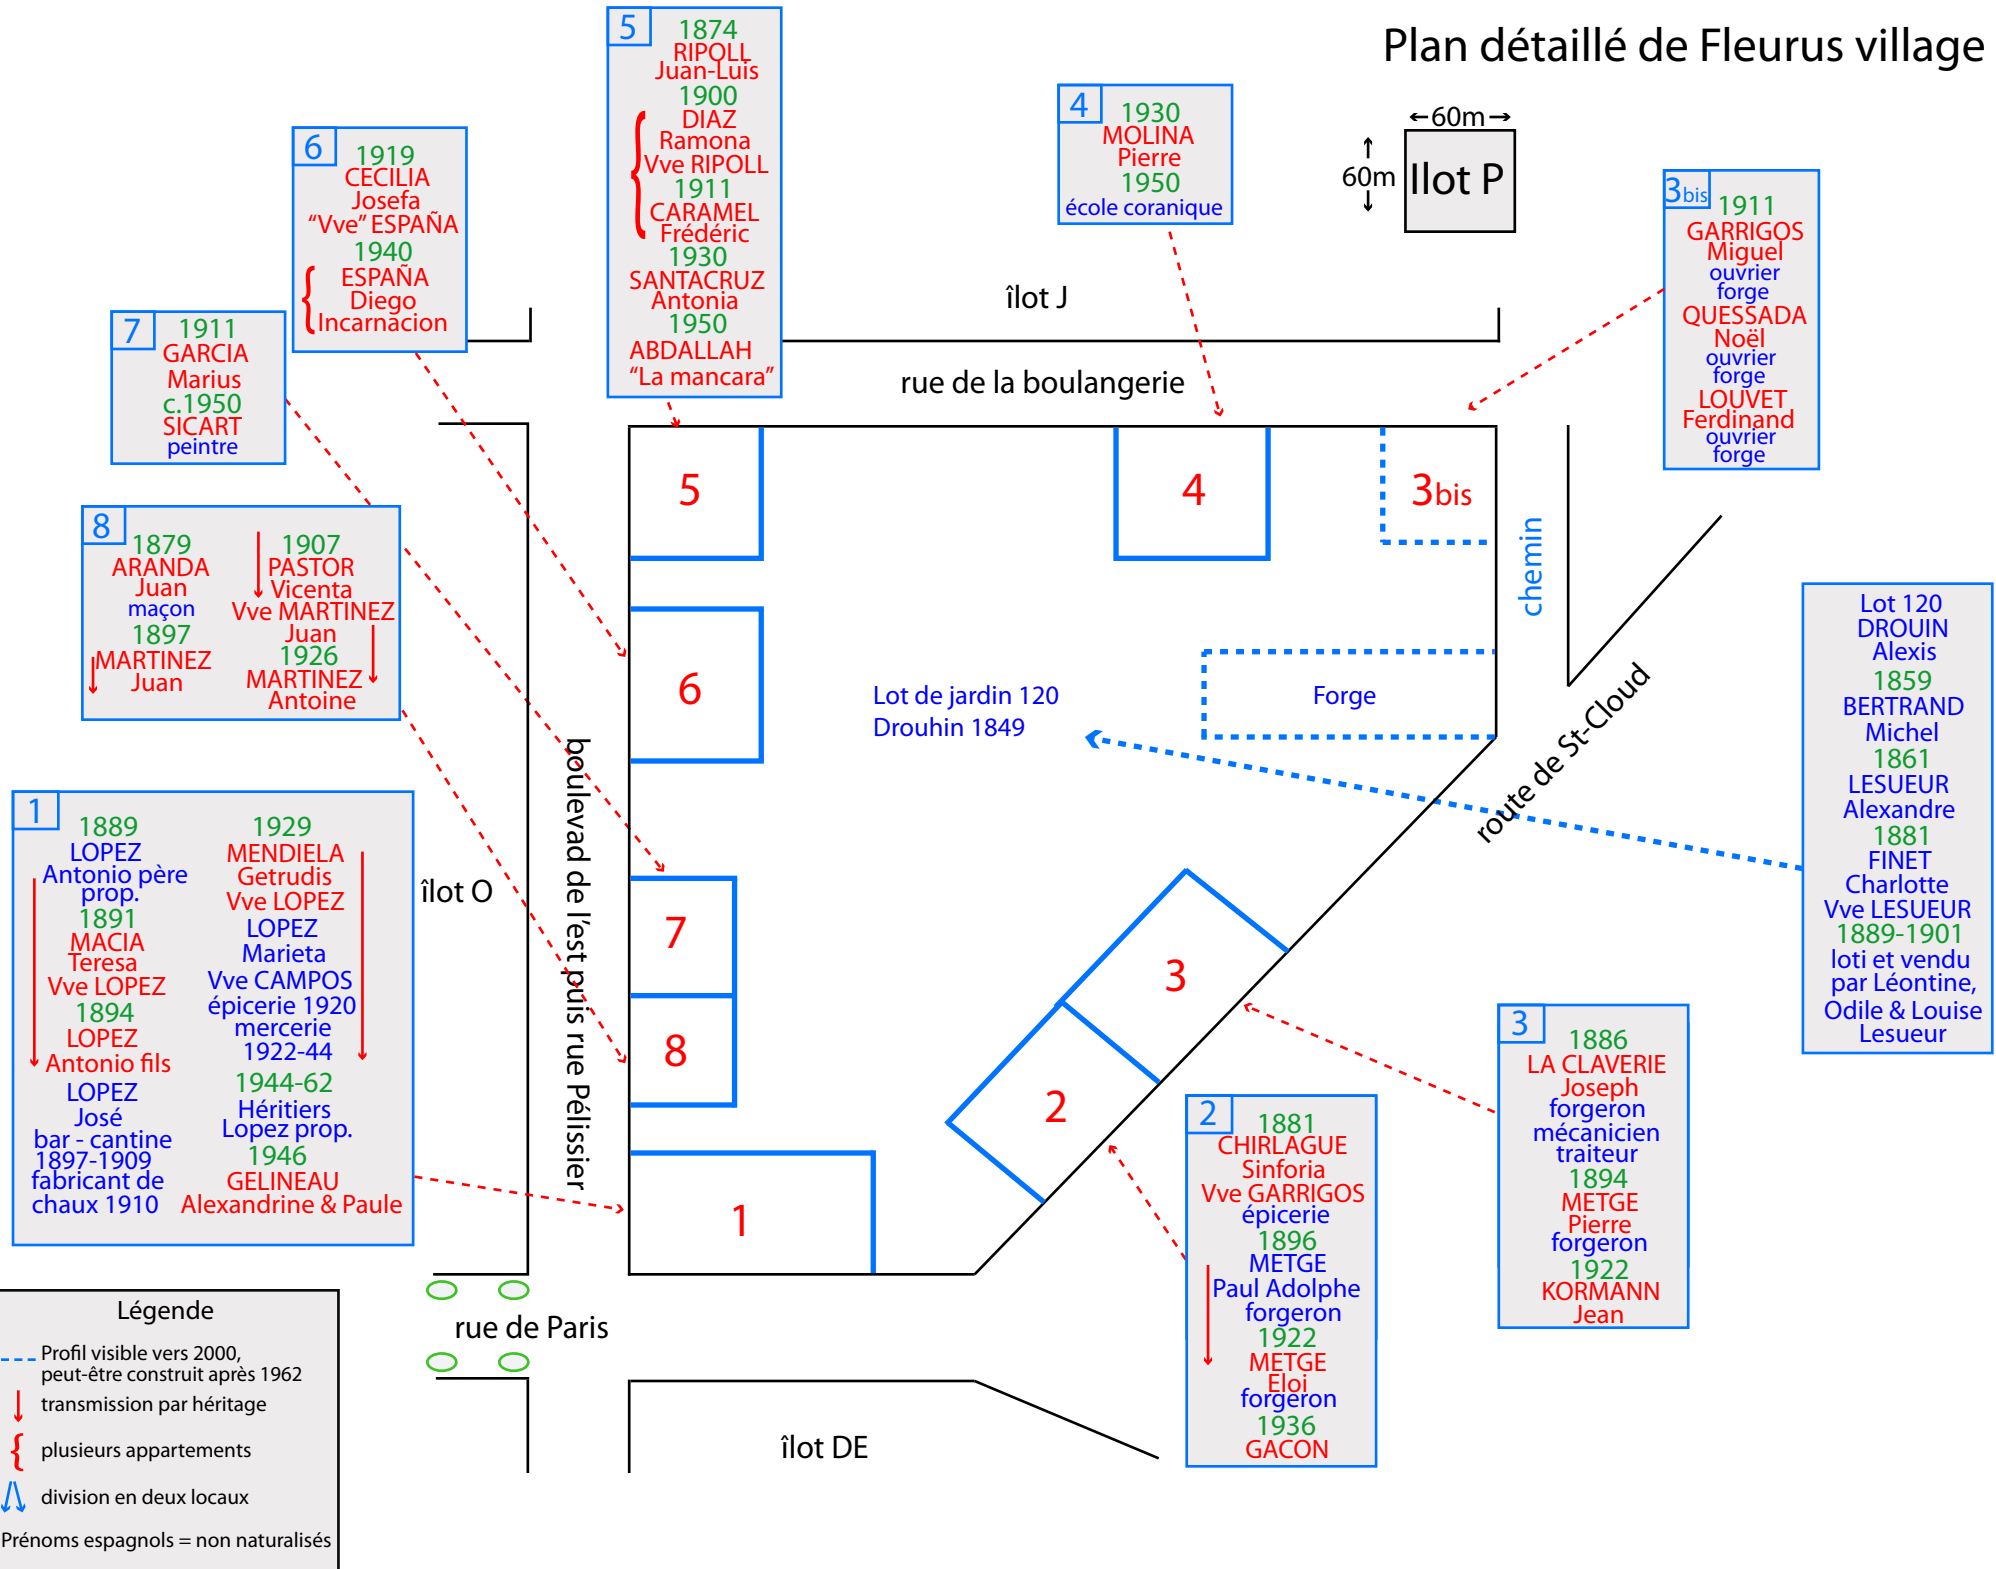 Plan détaillé de Fleurus village
←60m→
60m
Ilot P
5
1874
RIPOLL
Juan-Luis
1900
DIAZ
Ramona
Vve RIPOLL
1911
CARAMEL
Frédéric
1930
SANTACRUZ
Antonia
1950
ABDALLAH
“La mancara”
4
1930
MOLINA
Pierre
1950
école coranique
6
1919
CECILIA
Josefa
“Vve” ESPAÑA
1940
ESPAÑA
Diego
Incarnacion
3bis
1911
GARRIGOS
Miguel
ouvrier
forge
QUESSADA
Noël
ouvrier
forge
LOUVET
Ferdinand
ouvrier
forge
7
1911
GARCIA
Marius
c.1950
SICART
peintre
8
1879
ARANDA
Juan
maçon
1897
MARTINEZ
Juan
1907
PASTOR
Vicenta
Vve MARTINEZ
Juan
1926
MARTINEZ
Antoine
1
1889
LOPEZ
Antonio père
prop.
1891
MACIA
Teresa
Vve LOPEZ
1894
LOPEZ
Antonio fils
LOPEZ
José
bar - cantine
1897-1909
fabricant de
chaux 1910
1929
MENDIELA
Getrudis
Vve LOPEZ
LOPEZ
Marieta
Vve CAMPOS
épicerie 1920
mercerie
1922-44
1944-62
Héritiers
Lopez prop.
1946
GELINEAU
Alexandrine & Paule
îlot J
rue de la boulangerie
5
4
3bis
chemin
6
Lot de jardin 120
Drouhin 1849
Forge
route de St-Cloud
îlot O
boulevad de l'est puis rue Pélissier
7
8
3
2
1
rue de Paris
îlot DE
Lot 120
DROUIN
Alexis
1859
BERTRAND
Michel
1861
LESUEUR
Alexandre
1881
FINET
Charlotte
Vve LESUEUR
1889-1901
loti et vendu
par Léontine,
Odile & Louise
Lesueur
3
1886
LA CLAVERIE
Joseph
forgeron
mécanicien
traiteur
1894
METGE
Pierre
forgeron
1922
KORMANN
Jean
2
1881
CHIRLAGUE
Sinforia
Vve GARRIGOS
épicerie
1896
METGE
Paul Adolphe
forgeron
1922
METGE
Eloi
forgeron
1936
GACON
Légende
Profil visible vers 2000,
peut-être construit après 1962
transmission par héritage
{ plusieurs appartements
division en deux locaux
Prénoms espagnols = non naturalisés